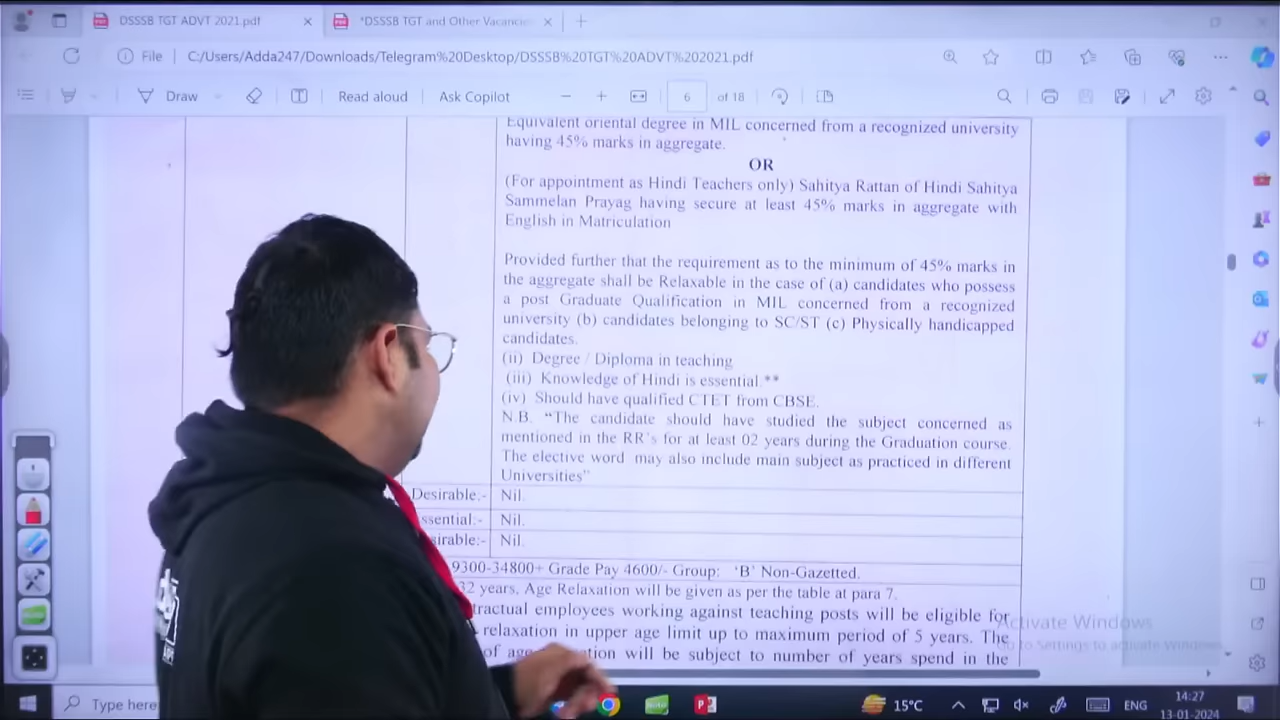 DSSSB TGT ADVT 2021.pdf
*DSSSB TGT and Other Vacancie
File
C:/Users/Adda247/Downloads/Telegram%20Desktop/DSSSB%20TGT%20ADVT%202021.pdf
Draw
Read aloud
Ask Copilot
6
of 18
Equivalent oriental degree in MIL concerned from a recognized university
having 45% marks in aggregate.
OR
(For appointment as Hindi Teachers only) Sahitya Rattan of Hindi Sahitya
Sammelan Prayag having secure at least 45% marks in aggregate with
English in Matriculation
Provided further that the requirement as to the minimum of 45% marks in
the aggregate shall be Relaxable in the case of (a) candidates who possess
a post Graduate Qualification in MIL concerned from a recognized
university (b) candidates belonging to SC/ST (c) Physically handicapped
candidates.
(ii) Degree / Diploma in teaching
(iii) Knowledge of Hindi is essential.**
(iv) Should have qualified CTET from CBSE.
N.B. “The candidate should have studied the subject concerned as
mentioned in the RR's for at least 02 years during the Graduation course.
The elective word may also include main subject as practiced in different
Universities”
Desirable:- Nil.
ssential:- Nil.
sirable:- Nil.
9300-34800+ Grade Pay 4600/- Group: ‘B’ Non-Gazetted.
32 years. Age Relaxation will be given as per the table at para 7.
tractual employees working against teaching posts will be eligible for
relaxation in upper age limit up to maximum period of 5 years. The
of age ation will be subject to number of years spend in the
Activate Windows
Go to Settings to activate Windows.
Type here
15°C
ENG
14:27
13-01-2024